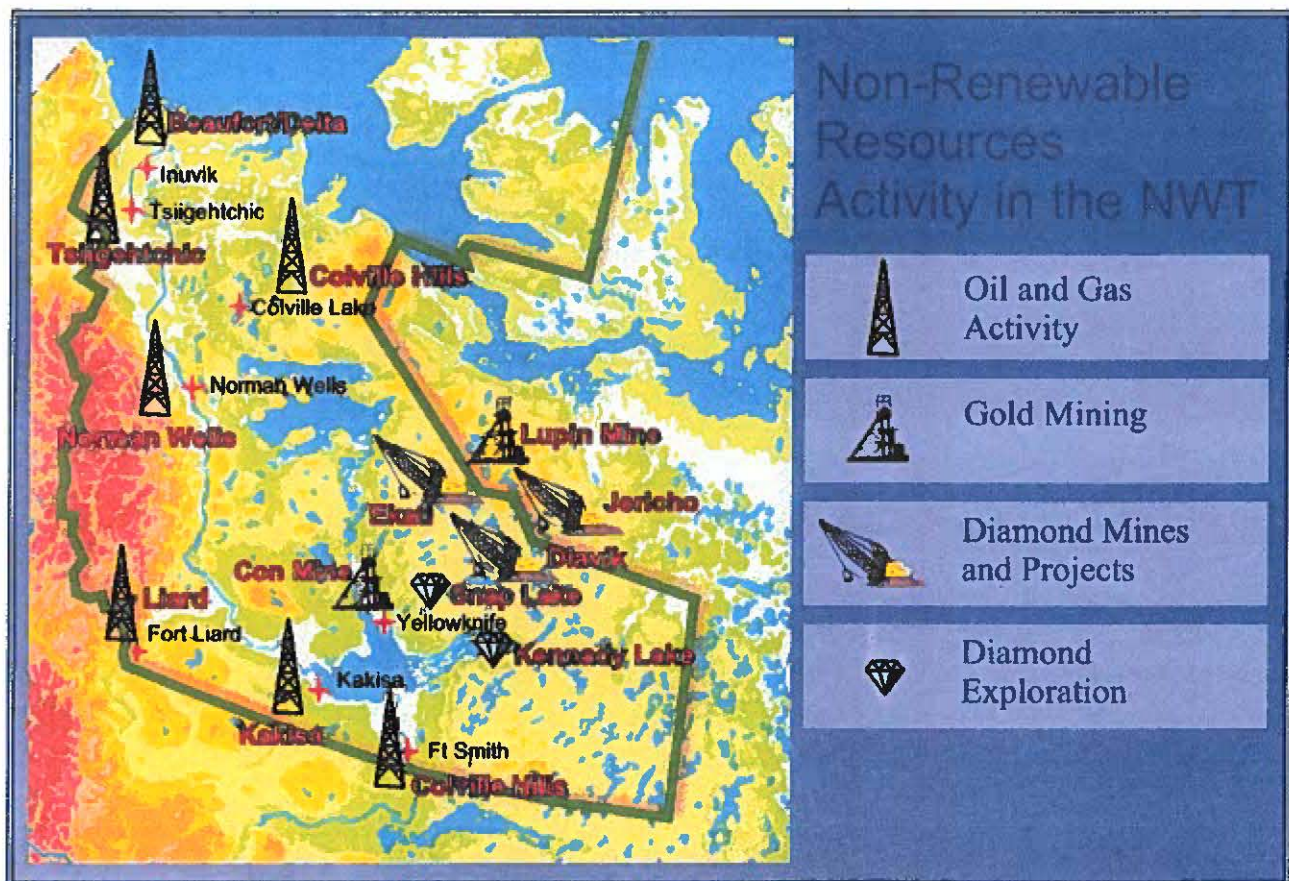 Non-Renewable
Resources
Activity in the NWT
Oil and Gas
Activity
Gold Mining
Diamond Mines
and Projects
Diamond
Exploration
Beaufort/Delta
Inuvik
Tsiigehtchic
Tsiigehtchic
Colville Hills
Colville Lake
Norman Wells
Norman Wells
Lupin Mine
Ekati
Jericho
Diavik
Con Mine
Snap Lake
Liard
Yellowknife
Fort Liard
Kennedy Lake
Kakisa
Kakisa
Ft Smith
Colville Hills